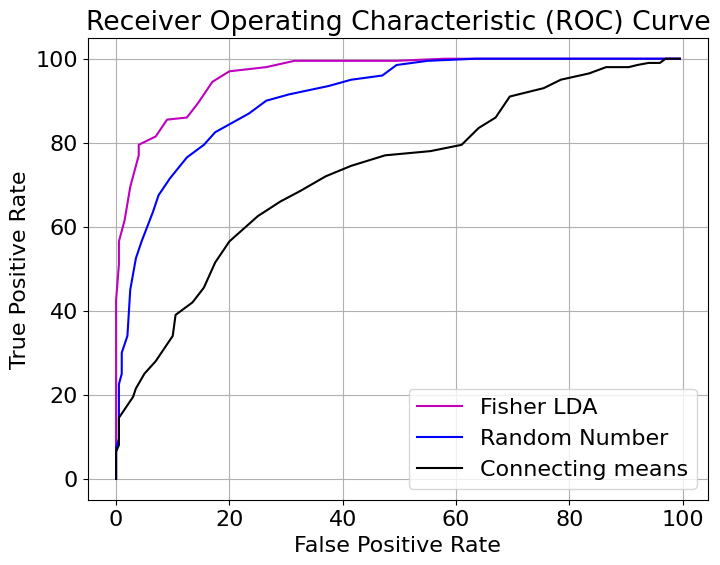 Receiver Operating Characteristic (ROC) Curve
True Positive Rate
100
80
60
40
20
0
Fisher LDA
Random Number
Connecting means
0 20 40 60 80 100
False Positive Rate